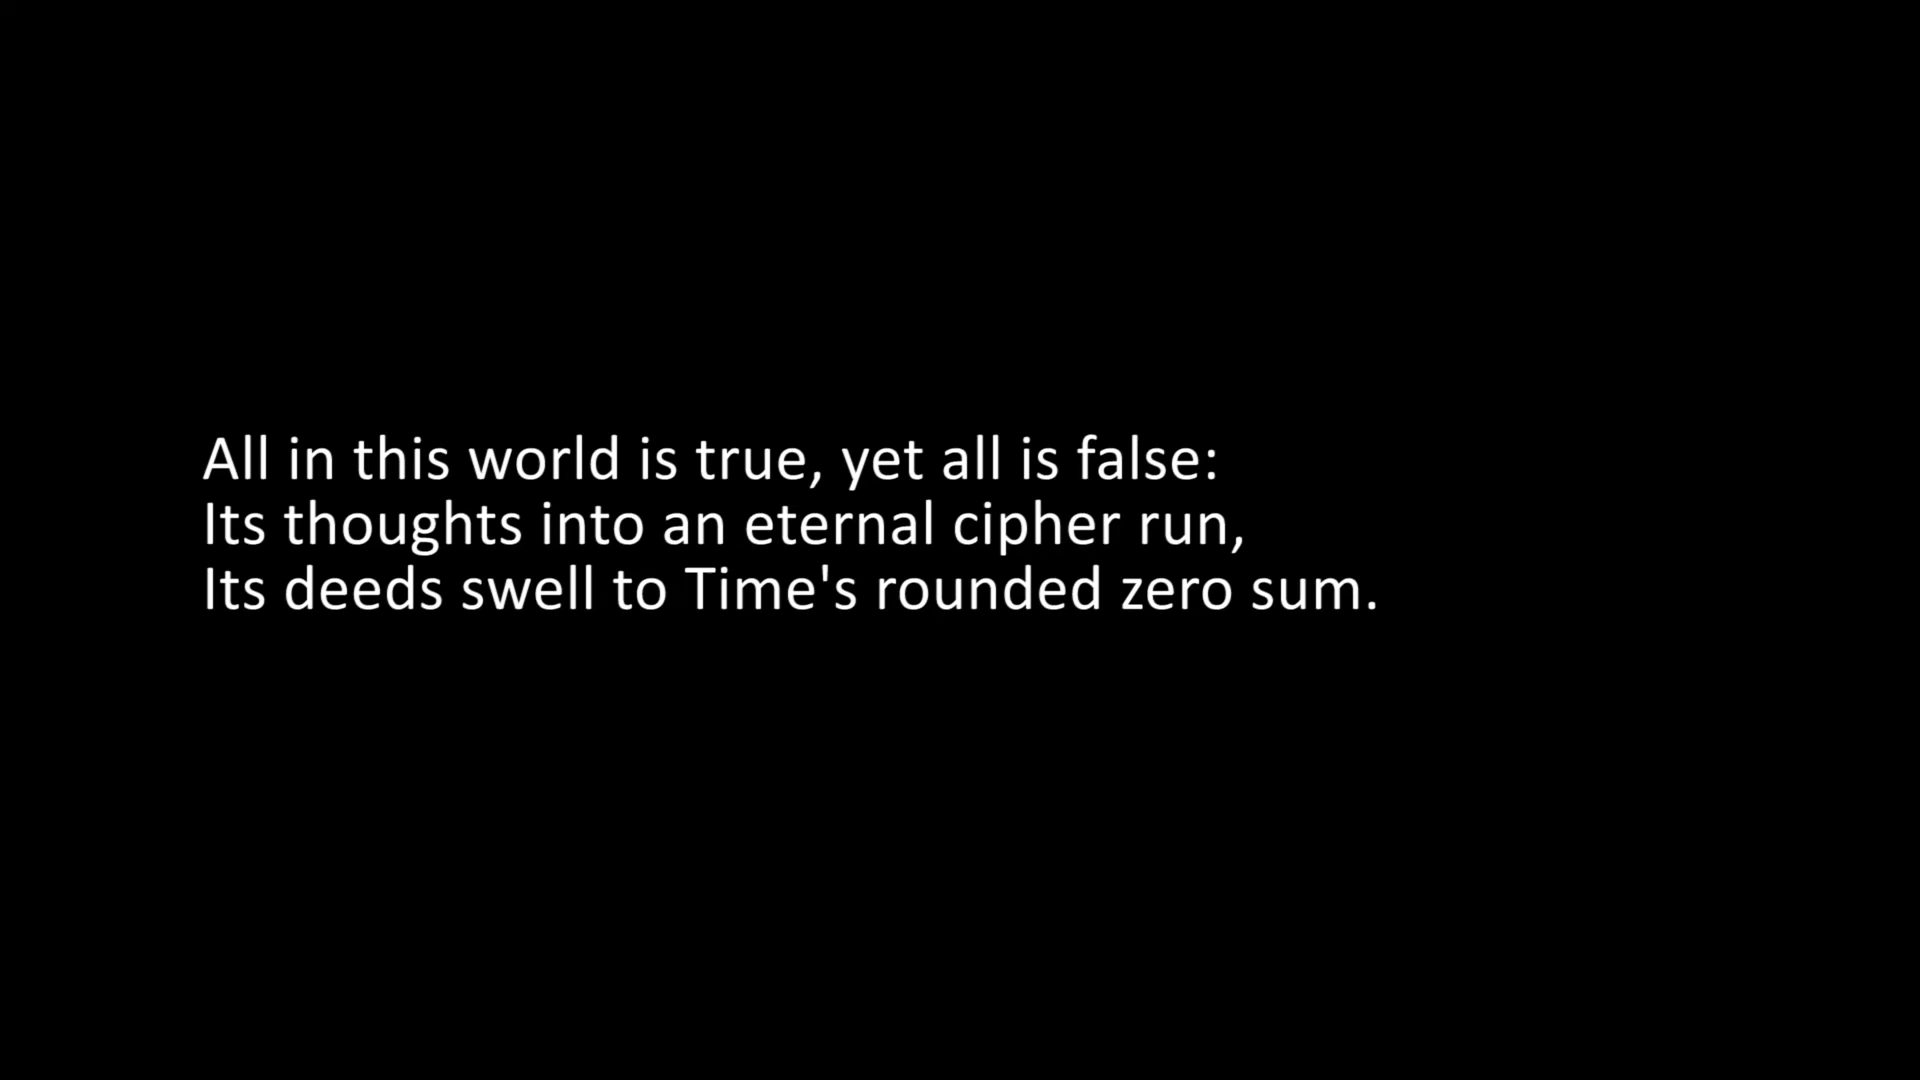 All in this world is true, yet all is false:
Its thoughts into an eternal cipher run,
Its deeds swell to Time's rounded zero sum.